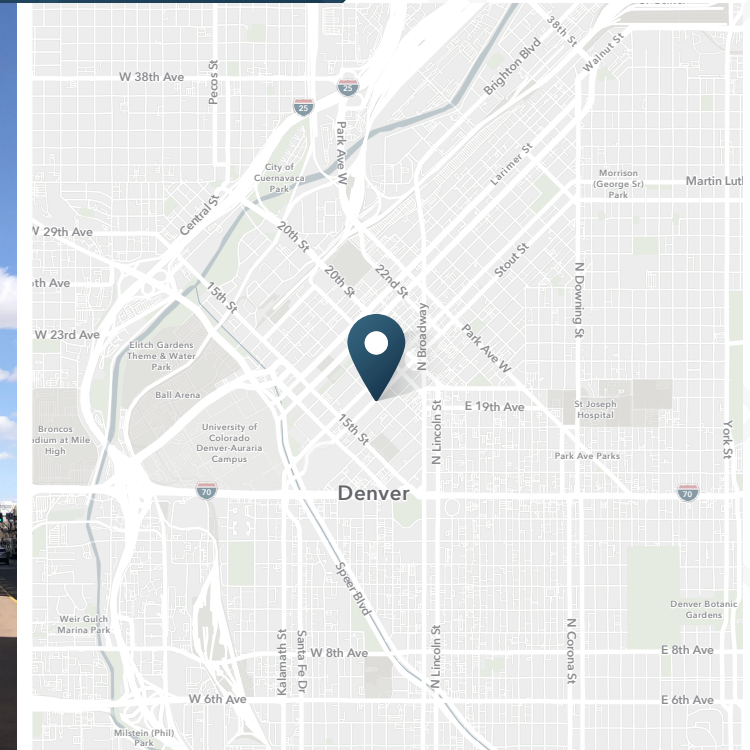 38th St
Walnut St
Brighton Blvd
W 38th Ave
Pecos St
25
25
Park Ave W
Larimer St
City of
Cuernavaca
Park
Morrison
(George Sr)
Park
Martin Lut
Central St
W 29th Ave
20th St
20th St
22nd St
Stout St
N Downing St
6th Ave
15th St
N Broadway
W 23rd Ave
Elitch Gardens
Theme & Water
Park
Park Ave W
Ball Arena
E 19th Ave
St Joseph
Hospital
N Lincoln St
15th St
University of
Colorado
Denver-Auraria
Campus
Broncos
adium at Mile
High
York St
Park Ave Parks
70
Denver
70
Speer Blvd
Weir Gulch
Marina Park
Denver Botanic
Gardens
Kalamath St
Santa Fe Dr
N Lincoln St
N Corona St
W 8th Ave
E 8th Ave
W 6th Ave
E 6th Ave
Milstein (Phil)
Park